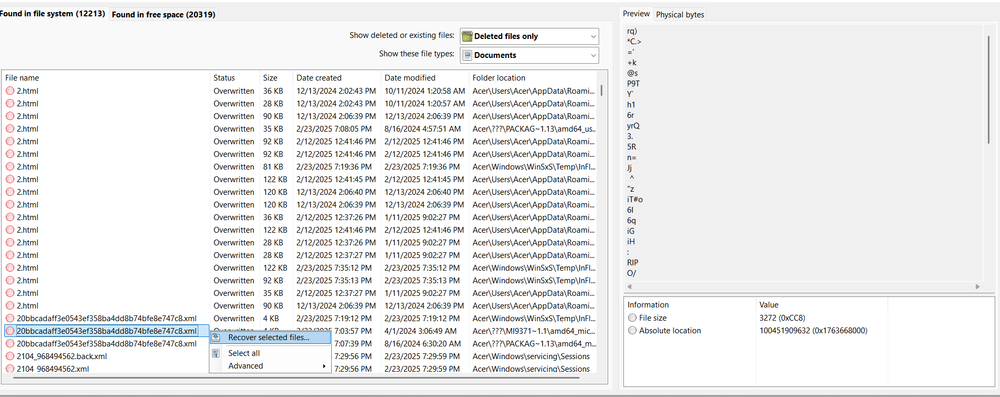 Found in file system (12213) Found in free space (20319)
Show deleted or existing files: Deleted files only
Show these file types: Documents
File name Status Size Date created Date modified Folder location
2.html Overwritten 36 KB 12/13/2024 2:02:43 PM 10/11/2024 1:20:58 AM Acer\Users\Acer\AppData\Roami...
2.html Overwritten 28 KB 12/13/2024 2:02:43 PM 10/11/2024 1:20:57 AM Acer\Users\Acer\AppData\Roami...
2.html Overwritten 90 KB 12/13/2024 2:06:39 PM 12/13/2024 2:06:39 PM Acer\Users\Acer\AppData\Roami...
2.html Overwritten 35 KB 2/23/2025 7:08:05 PM 8/16/2024 4:57:51 AM Acer\???\PACKAG~1.13\amd64_us...
2.html Overwritten 92 KB 2/12/2025 12:41:46 PM 2/12/2025 12:41:46 PM Acer\Users\Acer\AppData\Roami...
2.html Overwritten 92 KB 2/12/2025 12:41:46 PM 2/12/2025 12:41:46 PM Acer\Users\Acer\AppData\Roami...
2.html Overwritten 81 KB 2/23/2025 7:19:36 PM 2/23/2025 7:19:36 PM Acer\Windows\WinSxS\Temp\InFl...
2.html Overwritten 122 KB 2/12/2025 12:41:45 PM 2/12/2025 12:41:45 PM Acer\Users\Acer\AppData\Roami...
2.html Overwritten 120 KB 12/13/2024 2:06:40 PM 12/13/2024 2:06:40 PM Acer\Users\Acer\AppData\Roami...
2.html Overwritten 120 KB 12/13/2024 2:06:39 PM 12/13/2024 2:06:39 PM Acer\Users\Acer\AppData\Roami...
2.html Overwritten 36 KB 2/12/2025 12:37:26 PM 1/11/2025 9:02:27 PM Acer\Users\Acer\AppData\Roami...
2.html Overwritten 122 KB 2/12/2025 12:41:46 PM 2/12/2025 12:41:46 PM Acer\Users\Acer\AppData\Roami...
2.html Overwritten 28 KB 2/12/2025 12:37:26 PM 1/11/2025 9:02:27 PM Acer\Users\Acer\AppData\Roami...
2.html Overwritten 28 KB 2/12/2025 12:37:27 PM 1/11/2025 9:02:27 PM Acer\Users\Acer\AppData\Roami...
2.html Overwritten 122 KB 2/23/2025 7:35:12 PM 2/23/2025 7:35:12 PM Acer\Windows\WinSxS\Temp\InFl...
2.html Overwritten 92 KB 2/23/2025 7:35:13 PM 2/23/2025 7:35:13 PM Acer\Windows\WinSxS\Temp\InFl...
2.html Overwritten 35 KB 2/12/2025 12:37:27 PM 1/11/2025 9:02:27 PM Acer\Users\Acer\AppData\Roami...
2.html Overwritten 90 KB 12/13/2024 2:06:39 PM 12/13/2024 2:06:39 PM Acer\Users\Acer\AppData\Roami...
20bbcadaff3e0543ef358ba4dd8b74bfe8e747c8.xml Overwritten 4 KB 2/23/2025 7:19:12 PM 2/23/2025 7:19:12 PM Acer\Windows\WinSxS\Temp\InFl...
20bbcadaff3e0543ef358ba4dd8b74bfe8e747c8.xml 7:03:57 PM 4/1/2024 3:06:49 AM Acer\???\MI9371~1.1\amd64_mic...
20bbcadaff3e0543ef358ba4dd8b74bfe8e747c8.xml 7:07:39 PM 8/16/2024 6:30:20 AM Acer\???\PACKAG~1.13\amd64_m...
2104_968494562.back.xml 7:29:56 PM 2/23/2025 7:29:59 PM Acer\Windows\servicing\Sessions
2104_968494562.xml 7:29:56 PM 2/23/2025 7:29:59 PM Acer\Windows\servicing\Sessions
Recover selected files...
Select all
Advanced
Preview Physical bytes
rq)
*C.>
='
+k
@s
P9T
Y`
h1
6r
yrQ
3.
5R
n=
Jj
^
"z
iT#o
6l
6q
iG
iH
:
RIP
O/
Information Value
File size 3272 (0xCC8)
Absolute location 100451909632 (0x1763668000)